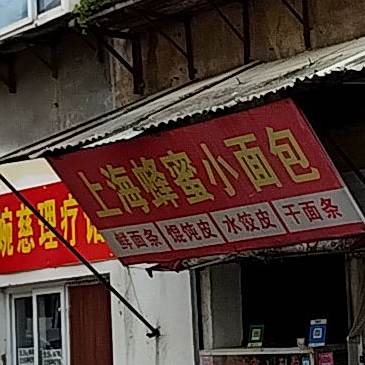 上海蜂蜜小面包
鲜面条 馄饨皮 水饺皮 干面条
慈理疗